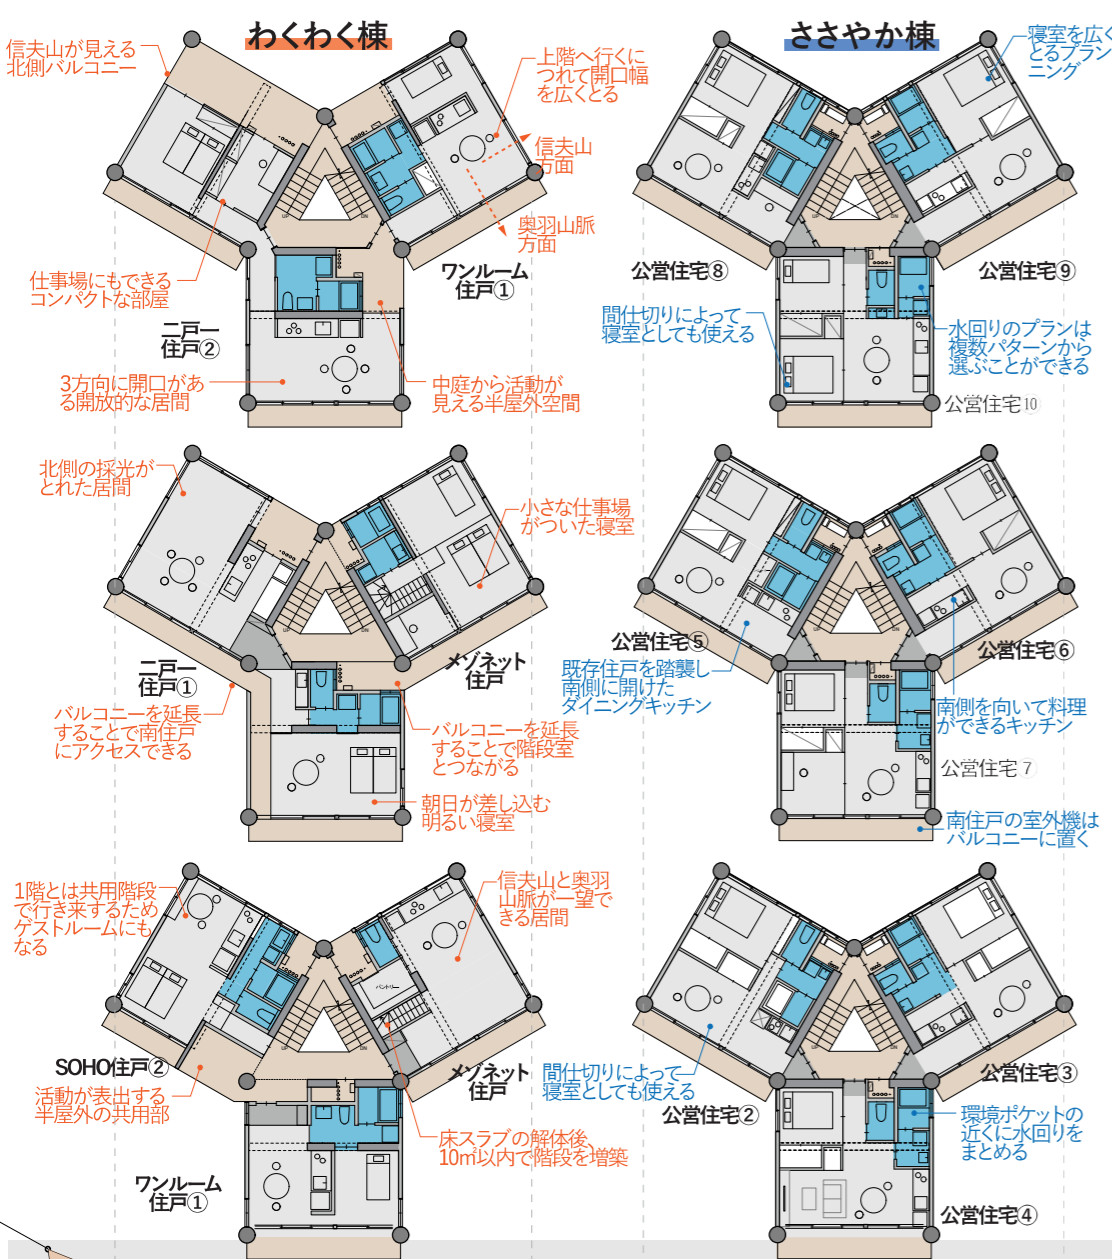 わくわく棟
信夫山が見える
北側バルコニー
上階へ行くに
つれて開口幅
を広くとる
信夫山
方面
奥羽山脈
方面
仕事場にもできる
コンパクトな部屋
ワンルーム
住戸①
二戸一
住戸②
3方向に開口があ
る開放的な居間
中庭から活動が
見える半屋外空間
UP
DN
北側の採光が
とれた居間
小さな仕事場
がついた寝室
二戸一
住戸①
メゾネット
住戸
バルコニーを延長
することで南住戸
にアクセスできる
バルコニーを延長
することで階段室
とつながる
朝日が差し込む
明るい寝室
UP
DN
1階とは共用階段
で行き来するため
ゲストルームにも
なる
信夫山と奥羽
山脈が一望で
きる居間
パントリー
UP
SOHO住戸②
メゾネット
住戸
活動が表出する
半屋外の共用部
床スラブの解体後、
10㎡以内で階段を増築
ワンルーム
住戸①
ささやか棟
寝室を広く
とるプラン
ニング
公営住宅⑧
公営住宅⑨
間仕切りによって
寝室としても使える
水回りのプランは
複数パターンから
選ぶことができる
公営住宅⑩
公営住宅⑤
公営住宅⑥
既存住戸を踏襲し
南側に開けた
ダイニングキッチン
南側を向いて料理
ができるキッチン
公営住宅⑦
南住戸の室外機は
バルコニーに置く
公営住宅②
公営住宅③
間仕切りによって
寝室としても使える
環境ポケットの
近くに水回りを
まとめる
公営住宅④